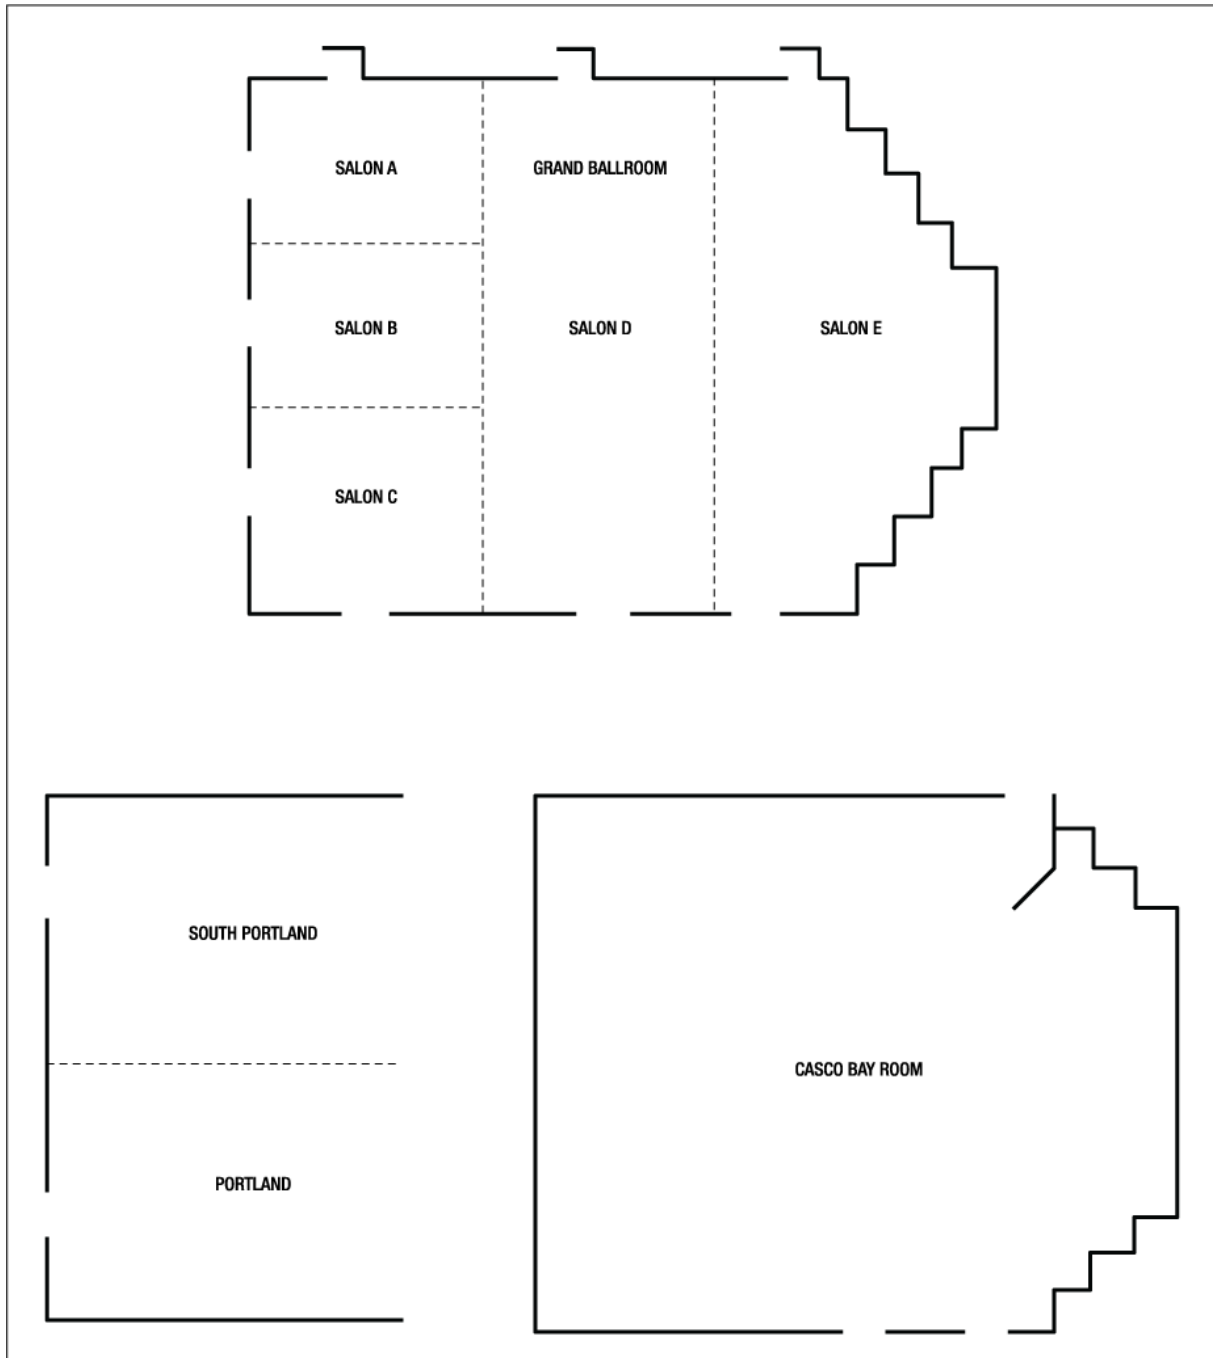 SALON A
GRAND BALLROOM
SALON B
SALON D
SALON E
SALON C
SOUTH PORTLAND
CASCO BAY ROOM
PORTLAND